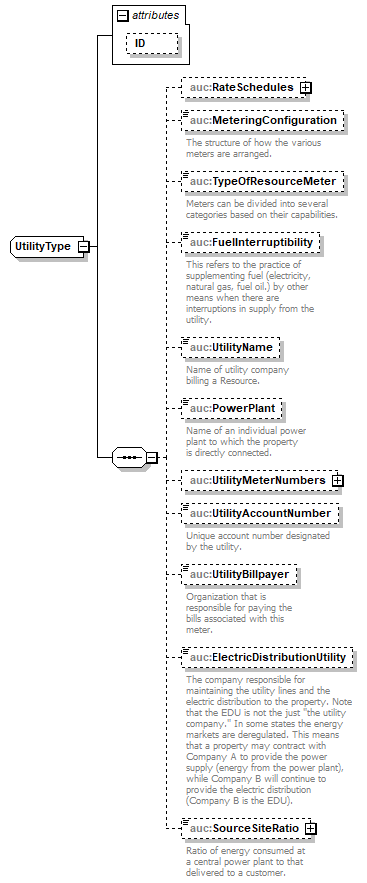 attributes
ID
UtilityType
auc:RateSchedules
auc:MeteringConfiguration
The structure of how the various
meters are arranged.
auc:TypeOfResourceMeter
Meters can be divided into several
categories based on their capabilities.
auc:FuelInterruptibility
This refers to the practice of
supplementing fuel (electricity,
natural gas, fuel oil.) by other
means when there are
interruptions in supply from the
utility.
auc:UtilityName
Name of utility company
billing a Resource.
auc:PowerPlant
Name of an individual power
plant to which the property
is directly connected.
auc:UtilityMeterNumbers
auc:UtilityAccountNumber
Unique account number designated
by the utility.
auc:UtilityBillpayer
Organization that is
responsible for paying the
bills associated with this
meter.
auc:ElectricDistributionUtility
The company responsible for
maintaining the utility lines and the
electric distribution to the property. Note
that the EDU is not the just "the utility
company." In some states the energy
markets are deregulated. This means
that a property may contract with
Company A to provide the power
supply (energy from the power plant),
while Company B will continue to
provide the electric distribution
(Company B is the EDU).
auc:SourceSiteRatio
Ratio of energy consumed at
a central power plant to that
delivered to a customer.